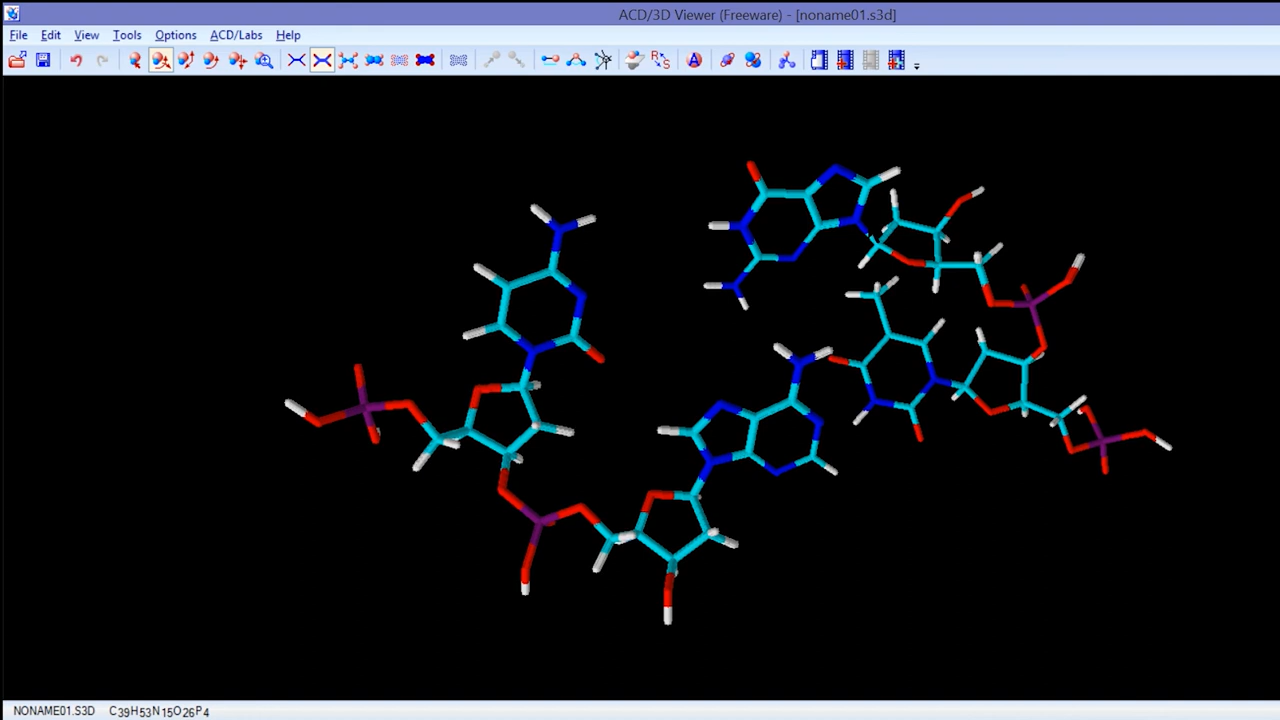 ACD/3D Viewer (Freeware) - [noname01.s3d]
File Edit View Tools Options ACD/Labs Help
R S A
NONAME01.S3D C39H53N15O26P4